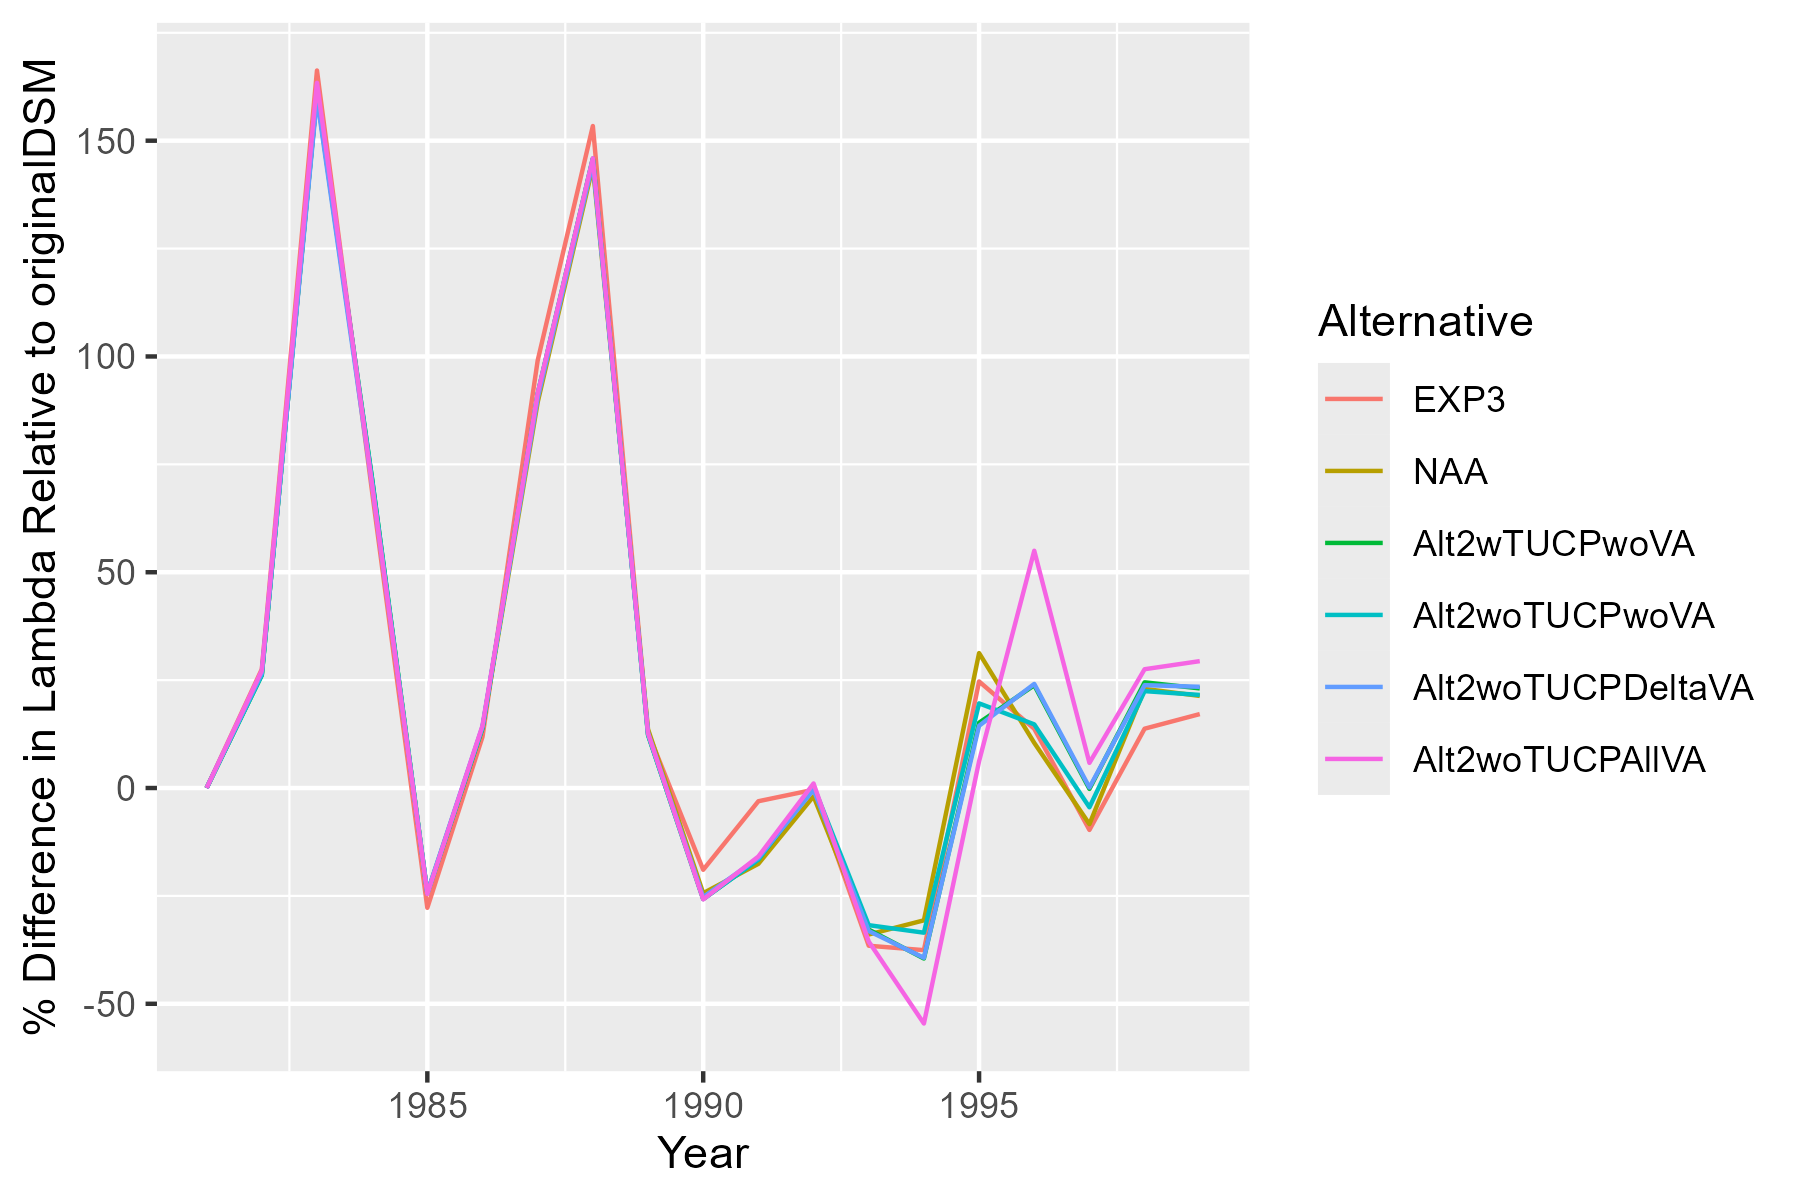 % Difference in Lambda Relative to originalDSM
150
100
50
0
-50
1985
1990
1995
Year
Alternative
EXP3
NAA
Alt2wTUCPwoVA
Alt2woTUCPwoVA
Alt2woTUCPDeltaVA
Alt2woTUCPAllVA